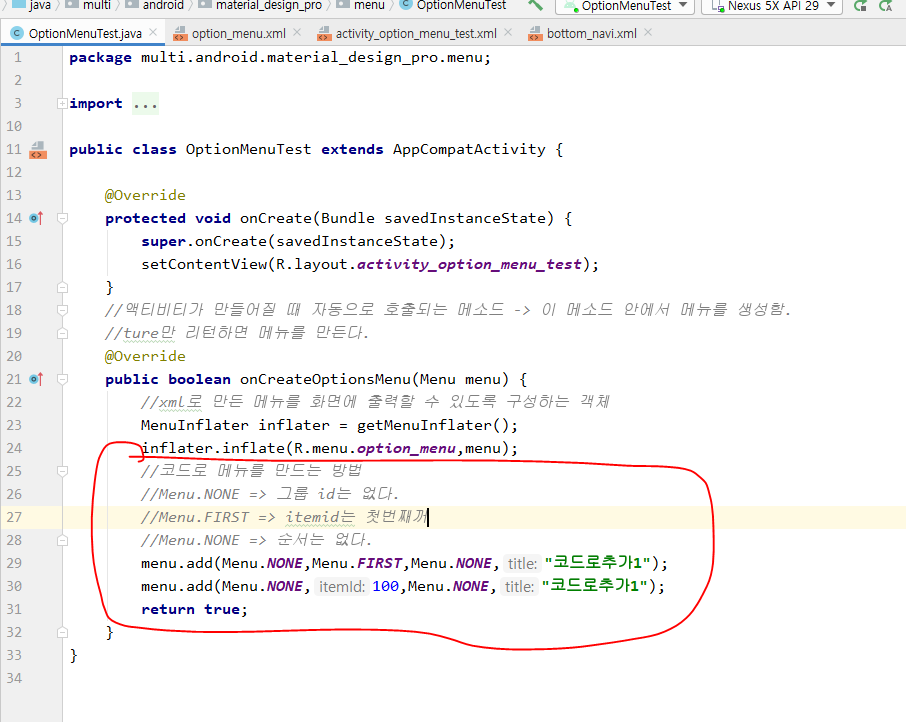 java multi android material_design_pro menu OptionMenuTest OptionMenuTest Nexus 5X API 29
OptionMenuTest.java option_menu.xml activity_option_menu_test.xml bottom_navi.xml
1 package multi.android.material_design_pro.menu;
2
3 import ...
10
11 public class OptionMenuTest extends AppCompatActivity {
12
13 @Override
14 protected void onCreate(Bundle savedInstanceState) {
15 super.onCreate(savedInstanceState);
16 setContentView(R.layout.activity_option_menu_test);
17 }
18 //액티비티가 만들어질 때 자동으로 호출되는 메소드 -> 이 메소드 안에서 메뉴를 생성함.
19 //ture만 리턴하면 메뉴를 만든다.
20 @Override
21 public boolean onCreateOptionsMenu(Menu menu) {
22 //xml로 만든 메뉴를 화면에 출력할 수 있도록 구성하는 객체
23 MenuInflater inflater = getMenuInflater();
24 inflater.inflate(R.menu.option_menu,menu);
25 //코드로 메뉴를 만드는 방법
26 //Menu.NONE => 그룹 id는 없다.
27 //Menu.FIRST => itemid는 첫번째꺼
28 //Menu.NONE => 순서는 없다.
29 menu.add(Menu.NONE,Menu.FIRST,Menu.NONE, title: "코드로추가1");
30 menu.add(Menu.NONE, itemId: 100,Menu.NONE, title: "코드로추가1");
31 return true;
32 }
33 }
34